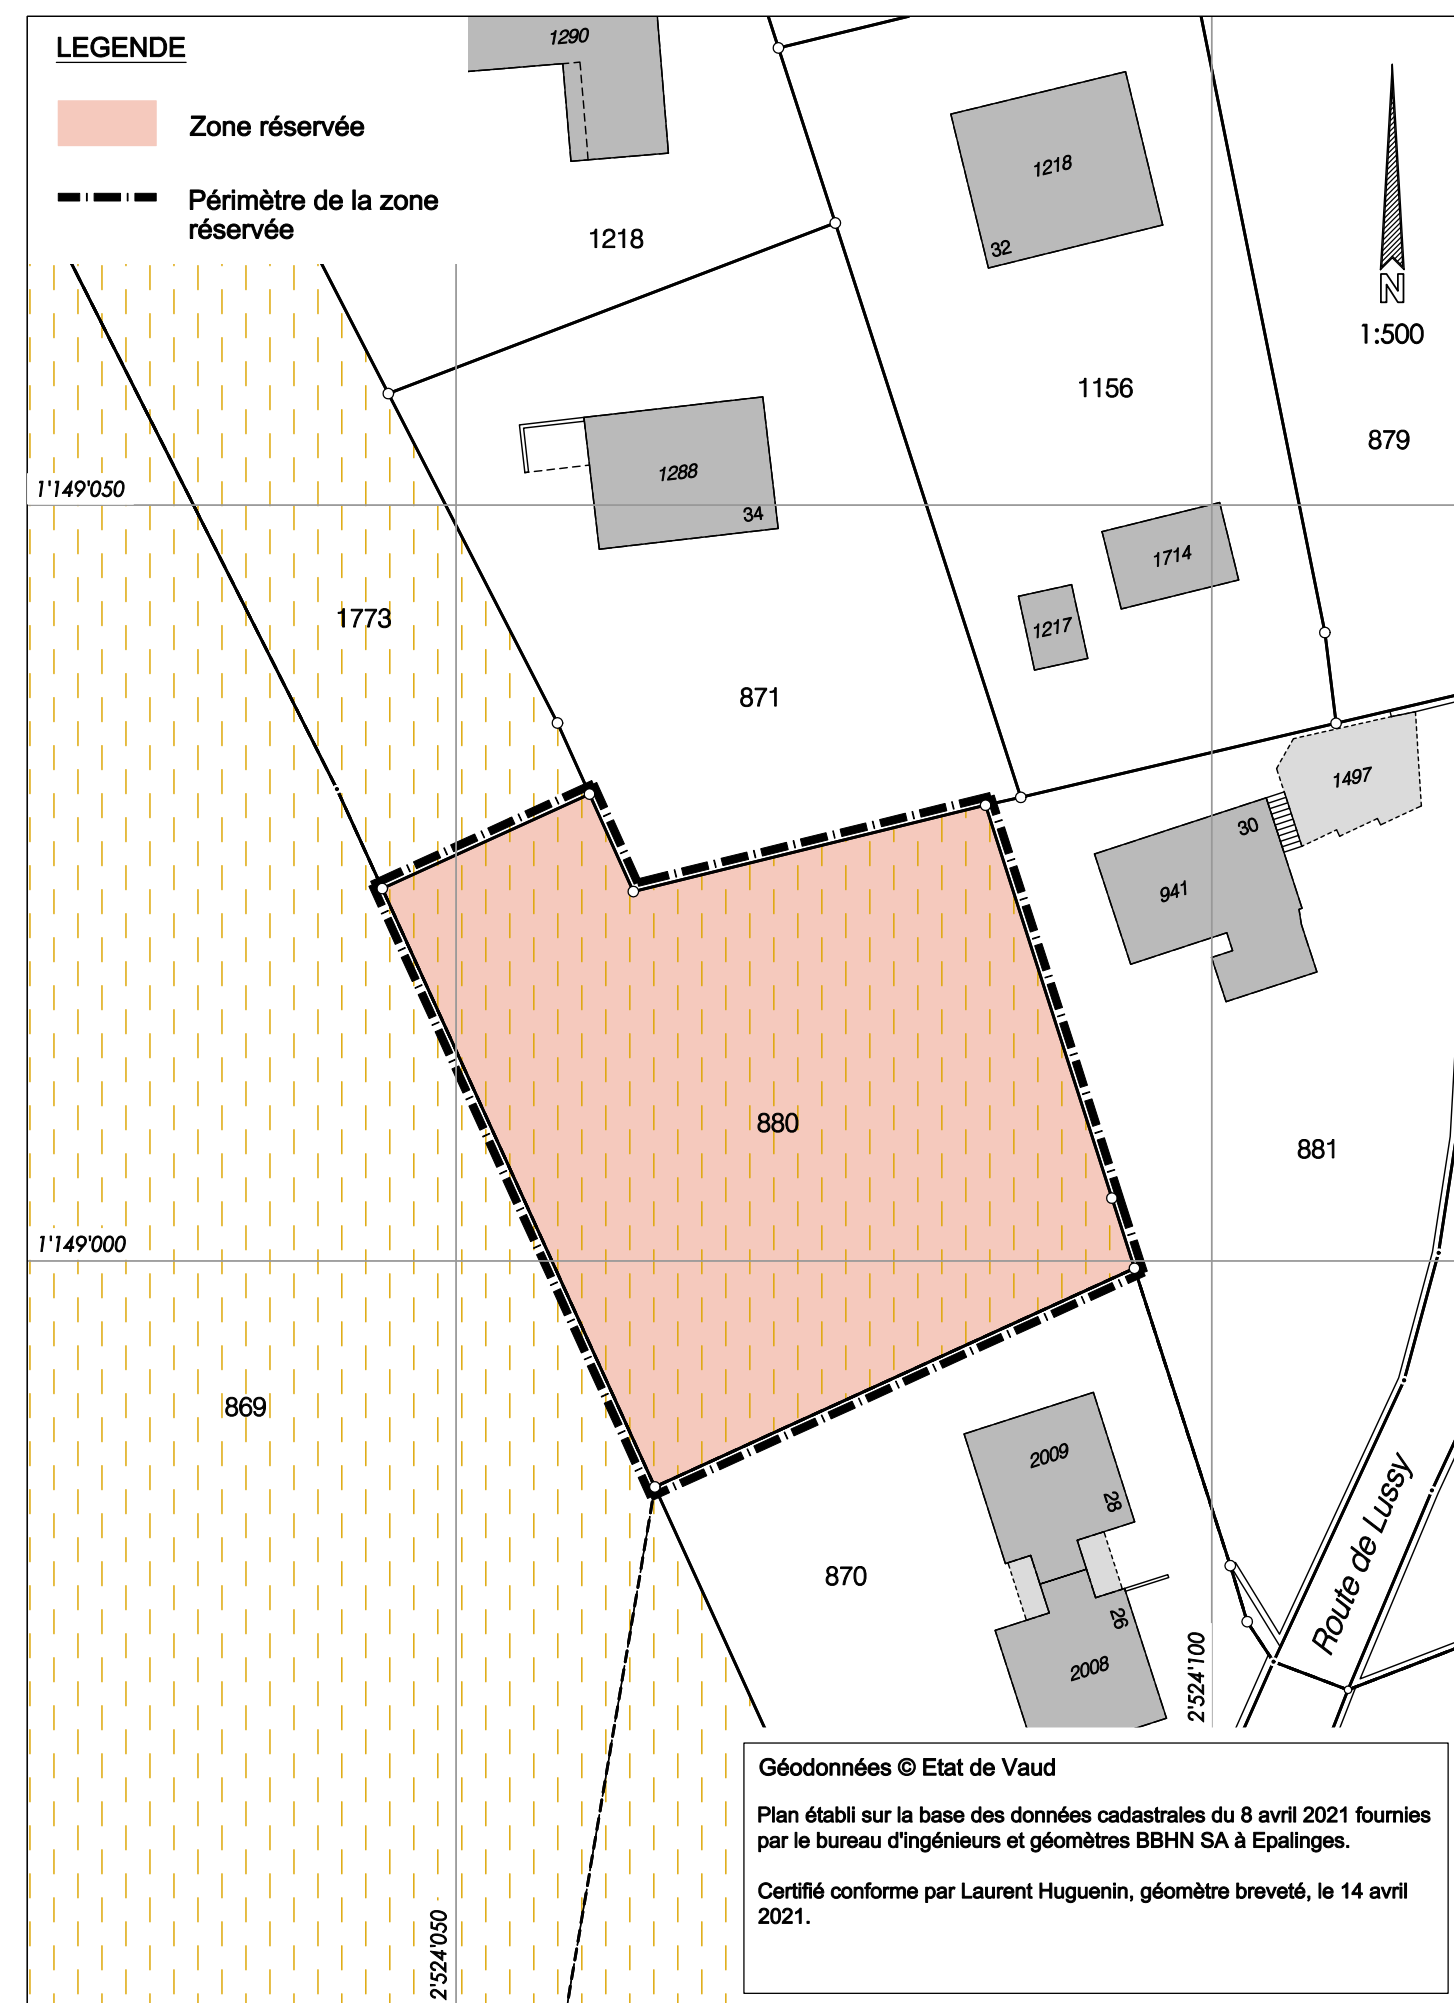 LEGENDE
Zone réservée
Périmètre de la zone
réservée
1290
1218
1218
32
N
1:500
1156
879
1288
34
1'149'050
1714
1217
1773
871
1497
30
941
880
881
1'149'000
869
2009
28
870
26
2008
Route de Lussy
2'524'100
2'524'050
Géodonnées © Etat de Vaud
Plan établi sur la base des données cadastrales du 8 avril 2021 fournies
par le bureau d'ingénieurs et géomètres BBHN SA à Epalinges.
Certifié conforme par Laurent Huguenin, géomètre breveté, le 14 avril
2021.